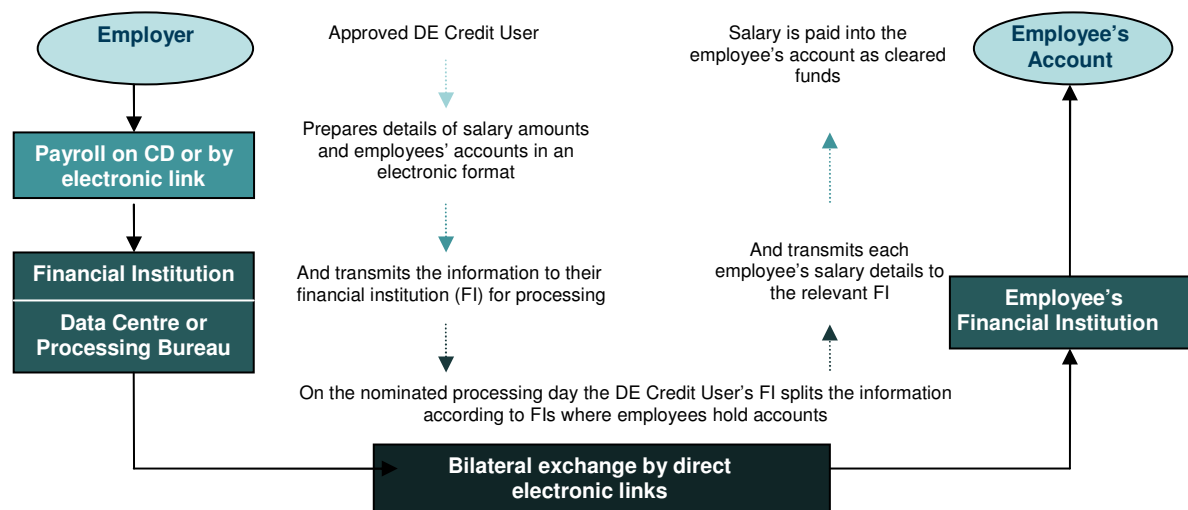 Employer
Payroll on CD or by
electronic link
Financial Institution
Data Centre or
Processing Bureau
Approved DE Credit User
Prepares details of salary amounts
and employees’ accounts in an
electronic format
And transmits the information to their
financial institution (FI) for processing
On the nominated processing day the DE Credit User’s FI splits the information
according to FIs where employees hold accounts
Bilateral exchange by direct
electronic links
And transmits each
employee’s salary details to
the relevant FI
Salary is paid into the
employee’s account as cleared
funds
Employee’s
Financial Institution
Employee’s
Account